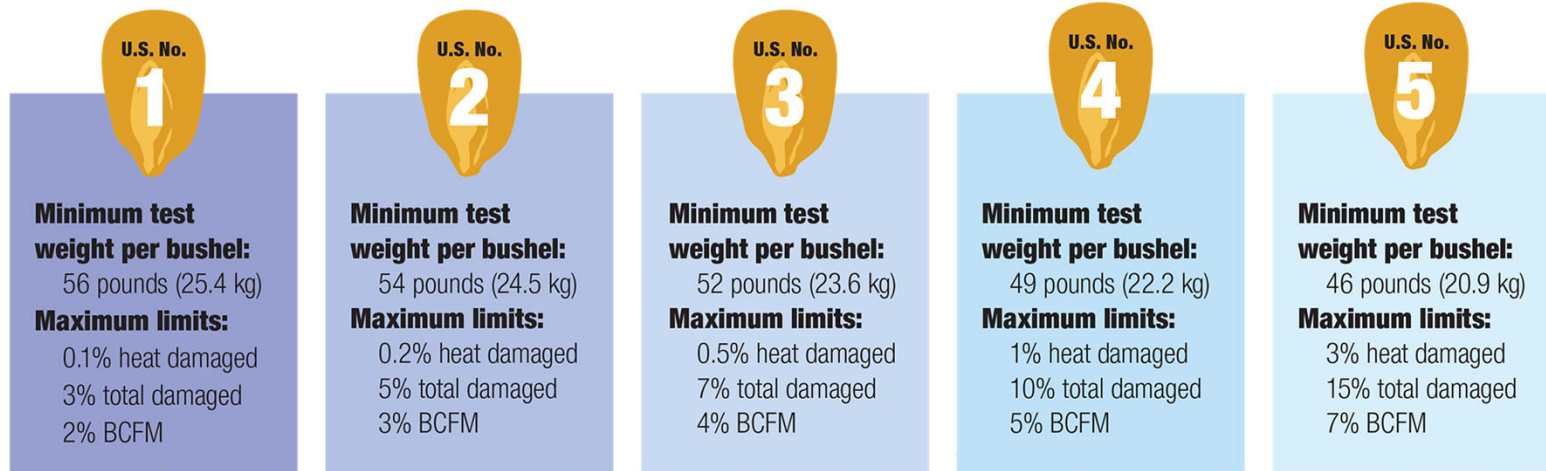 U.S. No.
1
Minimum test
weight per bushel:
56 pounds (25.4 kg)
Maximum limits:
0.1% heat damaged
3% total damaged
2% BCFM
U.S. No.
2
Minimum test
weight per bushel:
54 pounds (24.5 kg)
Maximum limits:
0.2% heat damaged
5% total damaged
3% BCFM
U.S. No.
3
Minimum test
weight per bushel:
52 pounds (23.6 kg)
Maximum limits:
0.5% heat damaged
7% total damaged
4% BCFM
U.S. No.
4
Minimum test
weight per bushel:
49 pounds (22.2 kg)
Maximum limits:
1% heat damaged
10% total damaged
5% BCFM
U.S. No.
5
Minimum test
weight per bushel:
46 pounds (20.9 kg)
Maximum limits:
3% heat damaged
15% total damaged
7% BCFM